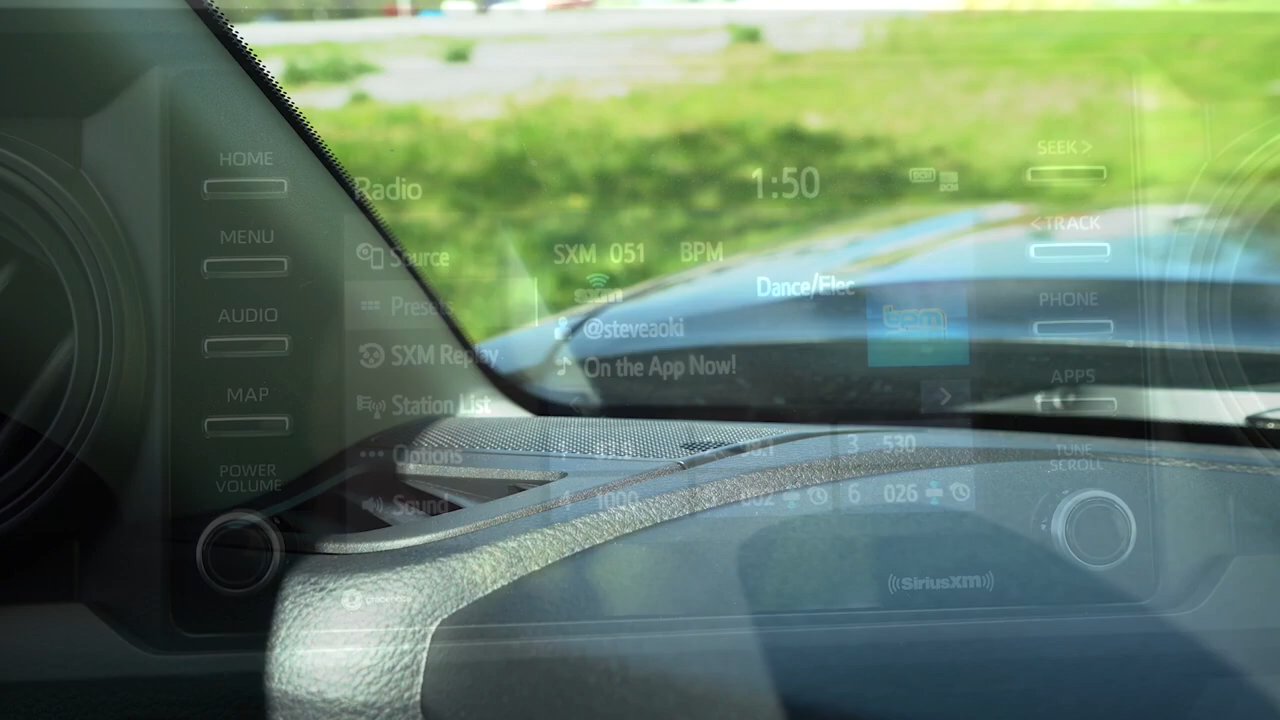 HOME
MENU
AUDIO
MAP
POWER
VOLUME
Radio
1:50
Source
Presets
SXM Replay
Station List
Options
Sound
SXM 051 BPM
Dance/Elec
@steveaoki
On the App Now!
bpm
3 530
1 1000
6 026
SEEK >
< TRACK
PHONE
APPS
TUNE
SCROLL
((SiriusXM))